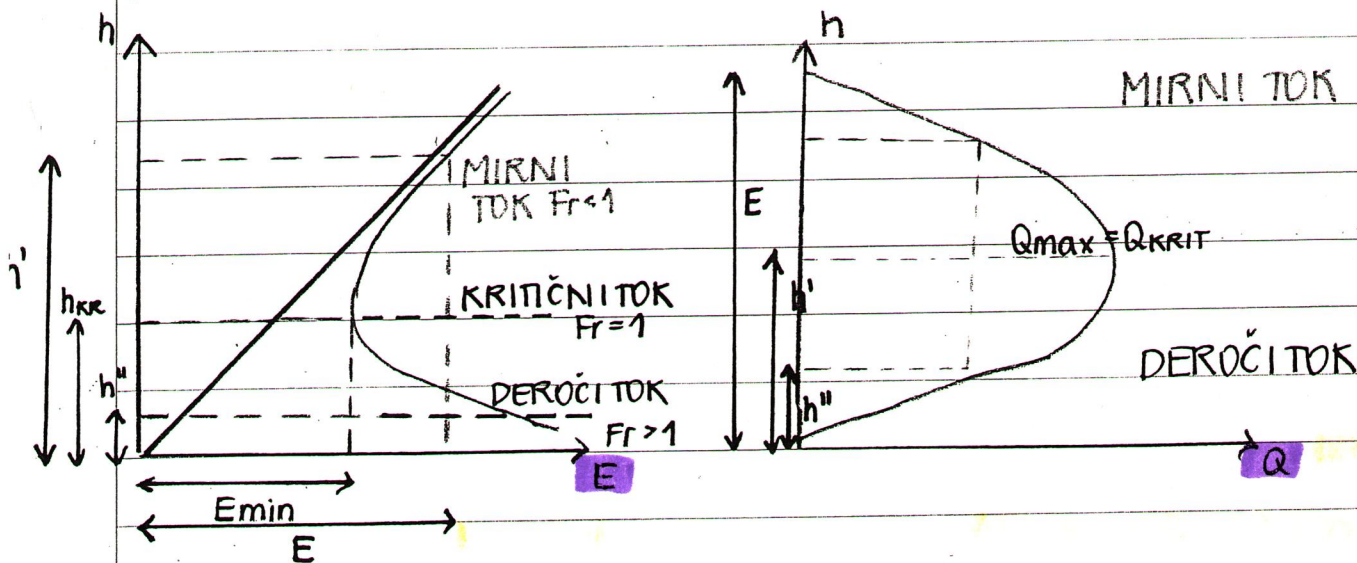 h
MIRNI
TOK Fr<1
h'
hKR
KRITIČNI TOK
Fr=1
h"
DEROČI TOK
Fr>1
E
Emin
E
h
MIRNI TOK
E
Qmax = QKRIT
h'
DEROČI TOK
h"
Q